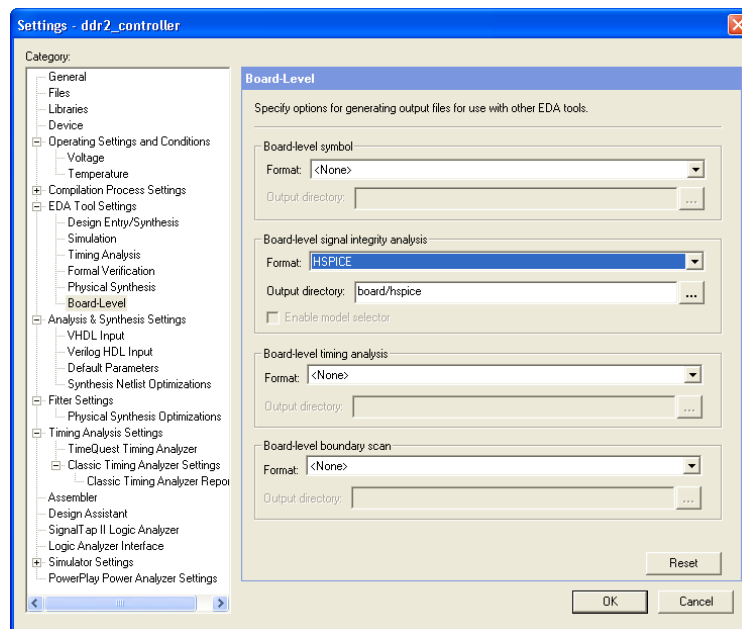 Settings - ddr2_controller
Category:
General
Files
Libraries
Device
Operating Settings and Conditions
Voltage
Temperature
Compilation Process Settings
EDA Tool Settings
Design Entry/Synthesis
Simulation
Timing Analysis
Formal Verification
Physical Synthesis
Board-Level
Analysis & Synthesis Settings
VHDL Input
Verilog HDL Input
Default Parameters
Synthesis Netlist Optimizations
Fitter Settings
Physical Synthesis Optimizations
Timing Analysis Settings
TimeQuest Timing Analyzer
Classic Timing Analyzer Settings
Classic Timing Analyzer Repor
Assembler
Design Assistant
SignalTap II Logic Analyzer
Logic Analyzer Interface
Simulator Settings
PowerPlay Power Analyzer Settings
Board-Level
Specify options for generating output files for use with other EDA tools.
Board-level symbol
Format: <None>
Output directory: ...
Board-level signal integrity analysis
Format: HSPICE
Output directory: board/hspice ...
Enable model selector
Board-level timing analysis
Format: <None>
Output directory: ...
Board-level boundary scan
Format: <None>
Output directory: ...
Reset
OK Cancel